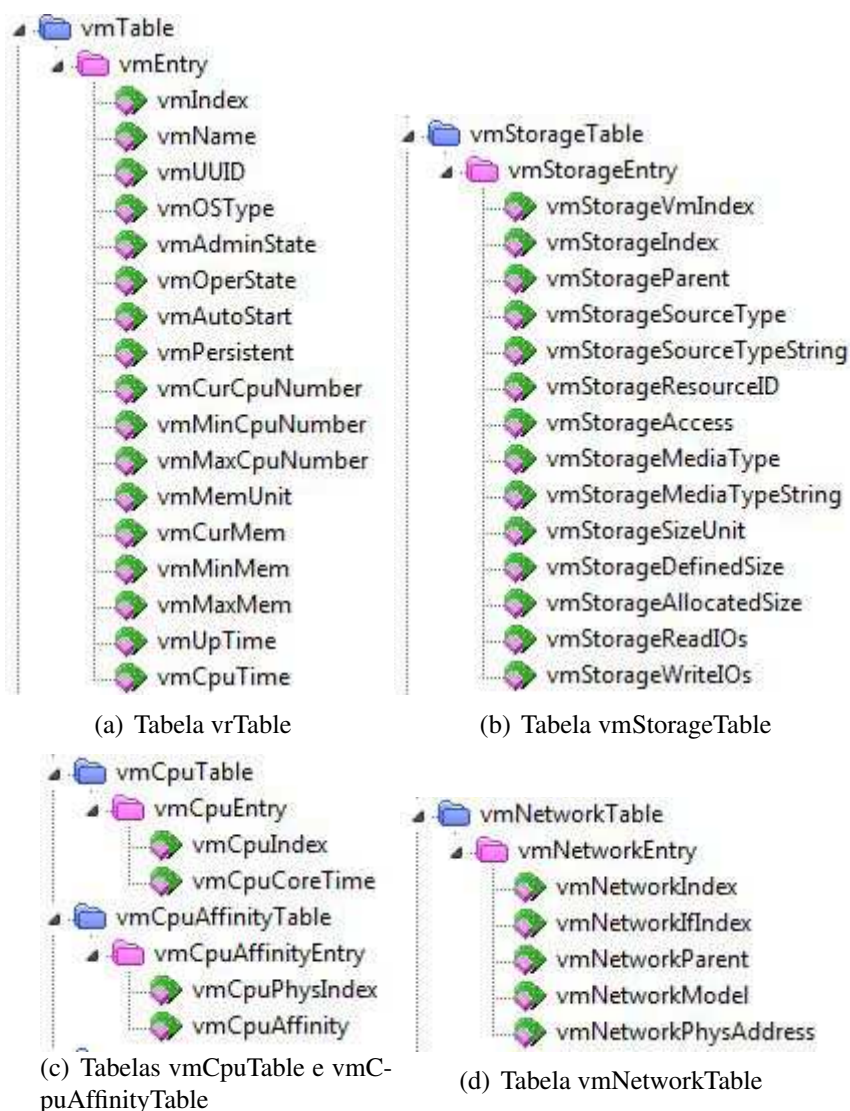 vmTable
vmEntry
vmIndex
vmName
vmUUID
vmOSType
vmAdminState
vmOperState
vmAutoStart
vmPersistent
vmCurCpuNumber
vmMinCpuNumber
vmMaxCpuNumber
vmMemUnit
vmCurMem
vmMinMem
vmMaxMem
vmUpTime
vmCpuTime
(a) Tabela vrTable
vmStorageTable
vmStorageEntry
vmStorageVmIndex
vmStorageIndex
vmStorageParent
vmStorageSourceType
vmStorageSourceTypeString
vmStorageResourceID
vmStorageAccess
vmStorageMediaType
vmStorageMediaTypeString
vmStorageSizeUnit
vmStorageDefinedSize
vmStorageAllocatedSize
vmStorageReadIOs
vmStorageWriteIOs
(b) Tabela vmStorageTable
vmCpuTable
vmCpuEntry
vmCpuIndex
vmCpuCoreTime
vmCpuAffinityTable
vmCpuAffinityEntry
vmCpuPhysIndex
vmCpuAffinity
(c) Tabelas vmCpuTable e vmC-
puAffinityTable
vmNetworkTable
vmNetworkEntry
vmNetworkIndex
vmNetworkIfIndex
vmNetworkParent
vmNetworkModel
vmNetworkPhysAddress
(d) Tabela vmNetworkTable